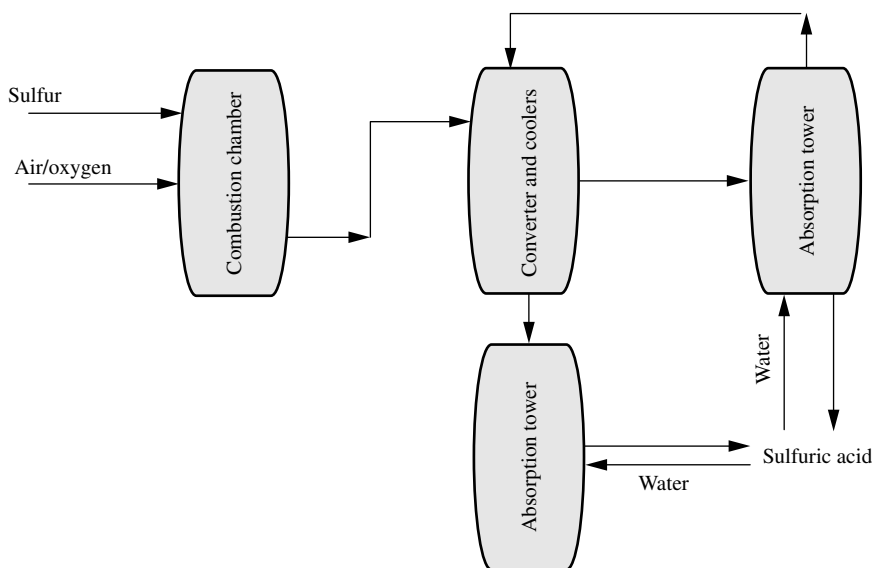 Sulfur
Air/oxygen
Combustion chamber
Converter and coolers
Absorption tower
Water
Sulfuric acid
Absorption tower
Water